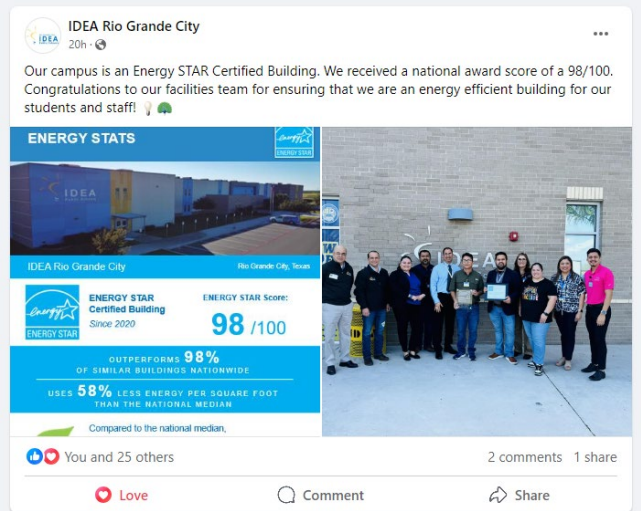 IDEA
IDEA Rio Grande City
20h
Our campus is an Energy STAR Certified Building. We received a national award score of a 98/100.
Congratulations to our facilities team for ensuring that we are an energy efficient building for our
students and staff!
ENERGY STATS
ENERGY STAR
IDEA
IDEA Rio Grande City
Rio Grande City, Texas
energy
ENERGY STAR
ENERGY STAR
Certified Building
Since 2020
ENERGY STAR Score:
98 /100
OUTPERFORMS 98%
OF SIMILAR BUILDINGS NATIONWIDE
USES 58% LESS ENERGY PER SQUARE FOOT
THAN THE NATIONAL MEDIAN
Compared to the national median,
IDEA
You and 25 others
2 comments 1 share
Love
Comment
Share